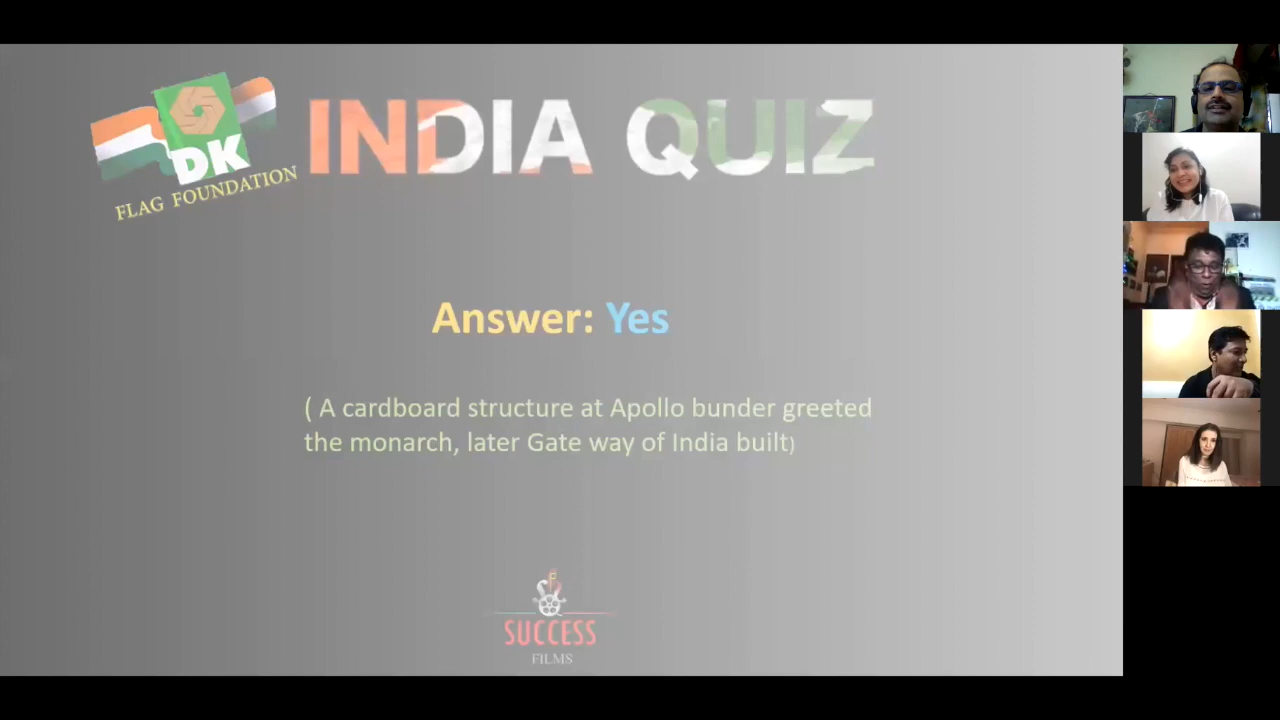 DK
FLAG FOUNDATION
INDIA QUIZ
Answer: Yes
( A cardboard structure at Apollo bunder greeted
the monarch, later Gate way of India built)
SUCCESS
FILMS